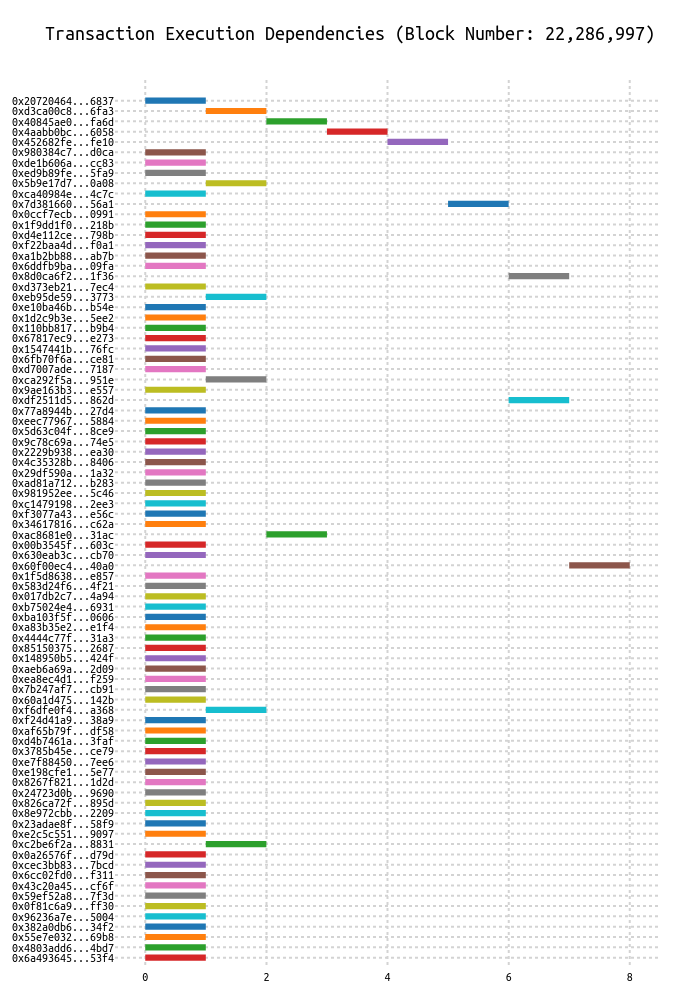 Transaction Execution Dependencies (Block Number: 22,286,997)
0x20720464...6837
0xd3ca00c8...6fa3
0x40845ae0...fa6d
0x4aabb0bc...6058
0x452682fe...fe10
0x980384c7...d0ca
0xde1b606a...cc83
0xed9b89fe...5fa9
0x5b9e17d7...0a08
0xca40984e...4c7c
0x7d381660...56a1
0x0ccf7ecb...0991
0x1f9dd1f0...218b
0xd4e112ce...798b
0xf22baa4d...f0a1
0xa1b2bb88...ab7b
0x6ddfb9ba...09fa
0x8d0ca6f2...1f36
0xd373eb21...7ec4
0xeb95de59...3773
0xe10ba46b...b54e
0x1d2c9b3e...5ee2
0x110bb817...b9b4
0x67817ec9...e273
0x1547441b...76fc
0x6fb70f6a...ce81
0xd7007ade...7187
0xca292f5a...951e
0x9ae163b3...e557
0xdf2511d5...862d
0x77a8944b...27d4
0xeec77967...5884
0x5d63c04f...8ce9
0x9c78c69a...74e5
0x2229b938...ea30
0x4c35328b...8406
0x29df590a...1a32
0xad81a712...b283
0x981952ee...5c46
0xc1479198...2ee3
0xf3077a43...e56c
0x34617816...c62a
0xac8681e0...31ac
0x00b3545f...603c
0x630eab3c...cb70
0x60f00ec4...40a0
0x1f5d8638...e857
0x583d24f6...4f21
0x017db2c7...4a94
0xb75024e4...6931
0xba103f5f...0606
0xa83b35e2...e1f4
0x4444c77f...31a3
0x85150375...2687
0x148950b5...424f
0xaeb6a69a...2d09
0xea8ec4d1...f259
0x7b247af7...cb91
0x60a1d475...142b
0xf6dfe0f4...a368
0xf24d41a9...38a9
0xaf65b79f...df58
0xd4b7461a...3faf
0x3785b45e...ce79
0xe7f88450...7ee6
0xe198cfe1...5e77
0x8267f821...1d2d
0x24723d0b...9690
0x826ca72f...895d
0x8e972cbb...2209
0x23adae8f...58f9
0xe2c5c551...9097
0xc2be6f2a...8831
0x0a26576f...d79d
0xcec3bb83...7bcd
0x6cc02fd0...f311
0x43c20a45...cf6f
0x59ef52a8...7f3d
0x0f81c6a9...ff30
0x96236a7e...5004
0x382a0db6...34f2
0x55e7e032...69b8
0x4803add6...4bd7
0x6a493645...53f4
0 2 4 6 8